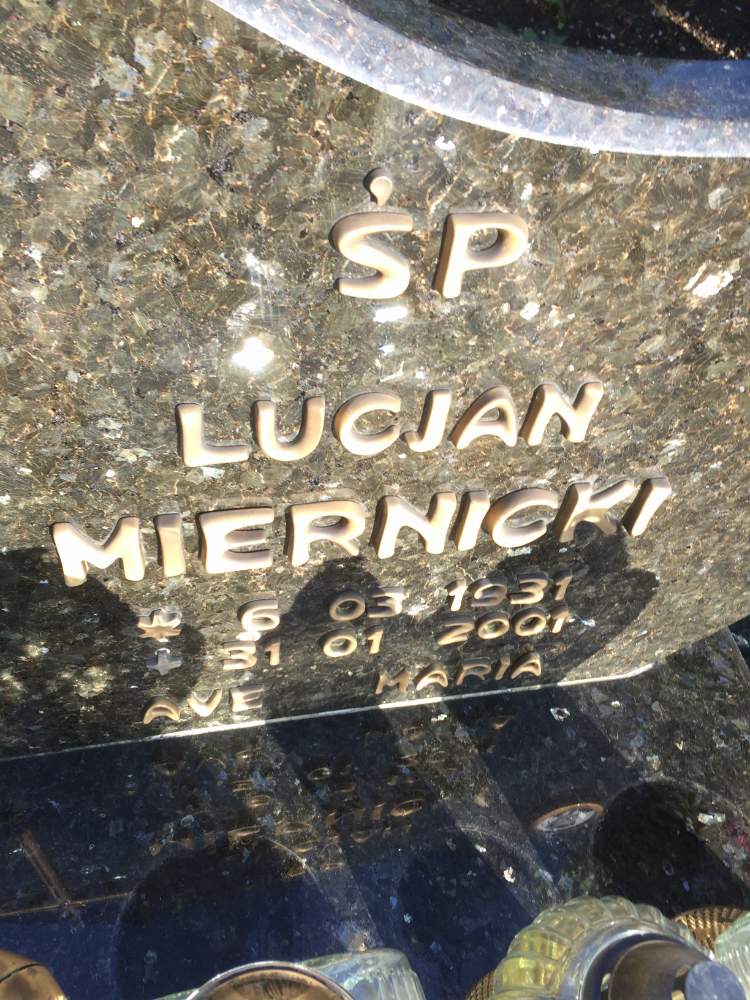 ŚP
LUCJAN
MIERNICKI
* 6 03 1931
+ 31 01 2001
AVE MARIA